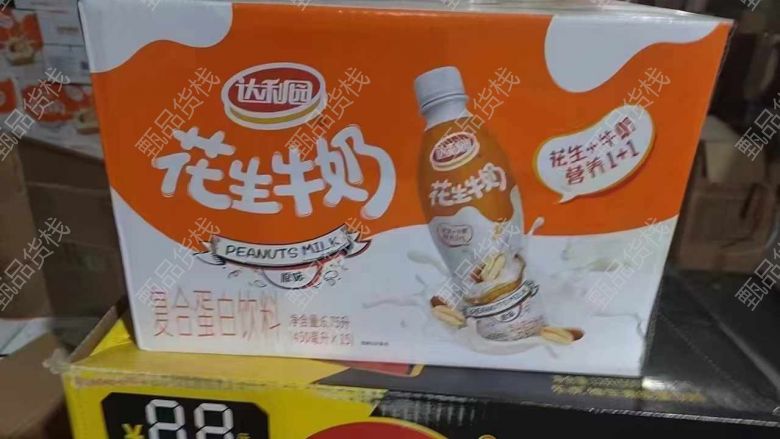 达利园
花生牛奶
PEANUTS MILK
原味
复合蛋白饮料
净含量:6.75升
(450毫升×15)
花生+牛奶
营养1+1
达利园
花生牛奶
PEANUTS MILK
¥
甄品货栈